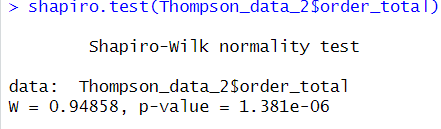 > shapiro.test(Thompson_data_2$order_total)
Shapiro-Wilk normality test
data:  Thompson_data_2$order_total
W = 0.94858, p-value = 1.381e-06